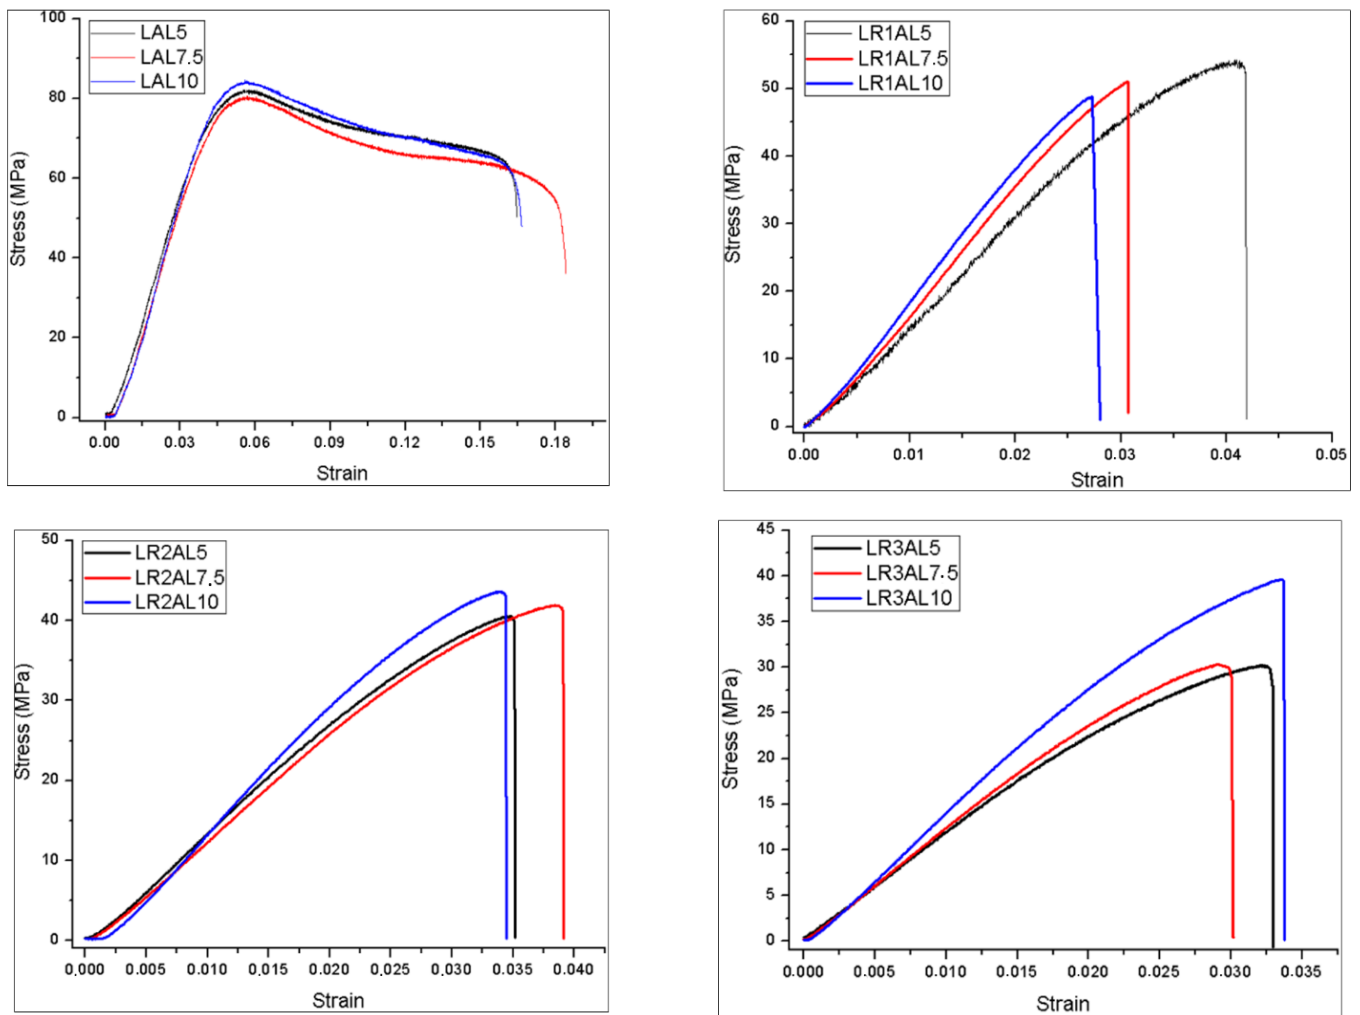 100
80
60
40
20
0
Stress (MPa)
LAL5
LAL7.5
LAL10
0.00 0.03 0.06 0.09 0.12 0.15 0.18
Strain
60
50
40
30
20
10
0
Stress (MPa)
LR1AL5
LR1AL7.5
LR1AL10
0.00 0.01 0.02 0.03 0.04 0.05
Strain
50
40
30
20
10
0
Stress (MPa)
LR2AL5
LR2AL7.5
LR2AL10
0.000 0.005 0.010 0.015 0.020 0.025 0.030 0.035 0.040
Strain
45
40
35
30
25
20
15
10
5
0
Stress (MPa)
LR3AL5
LR3AL7.5
LR3AL10
0.000 0.005 0.010 0.015 0.020 0.025 0.030 0.035
Strain